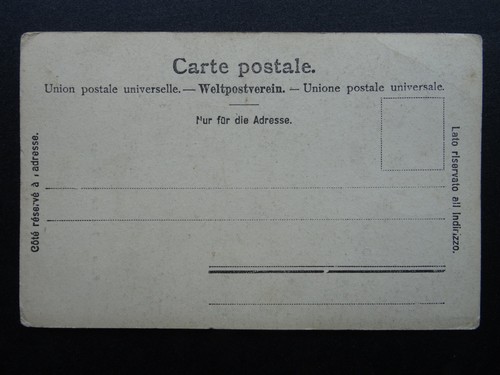 Carte postale.
Union postale universelle. — Weltpostverein. — Unione postale universale.
Nur für die Adresse.
Côté réservé à l'adresse.
Lato riservato all'Indirizzo.